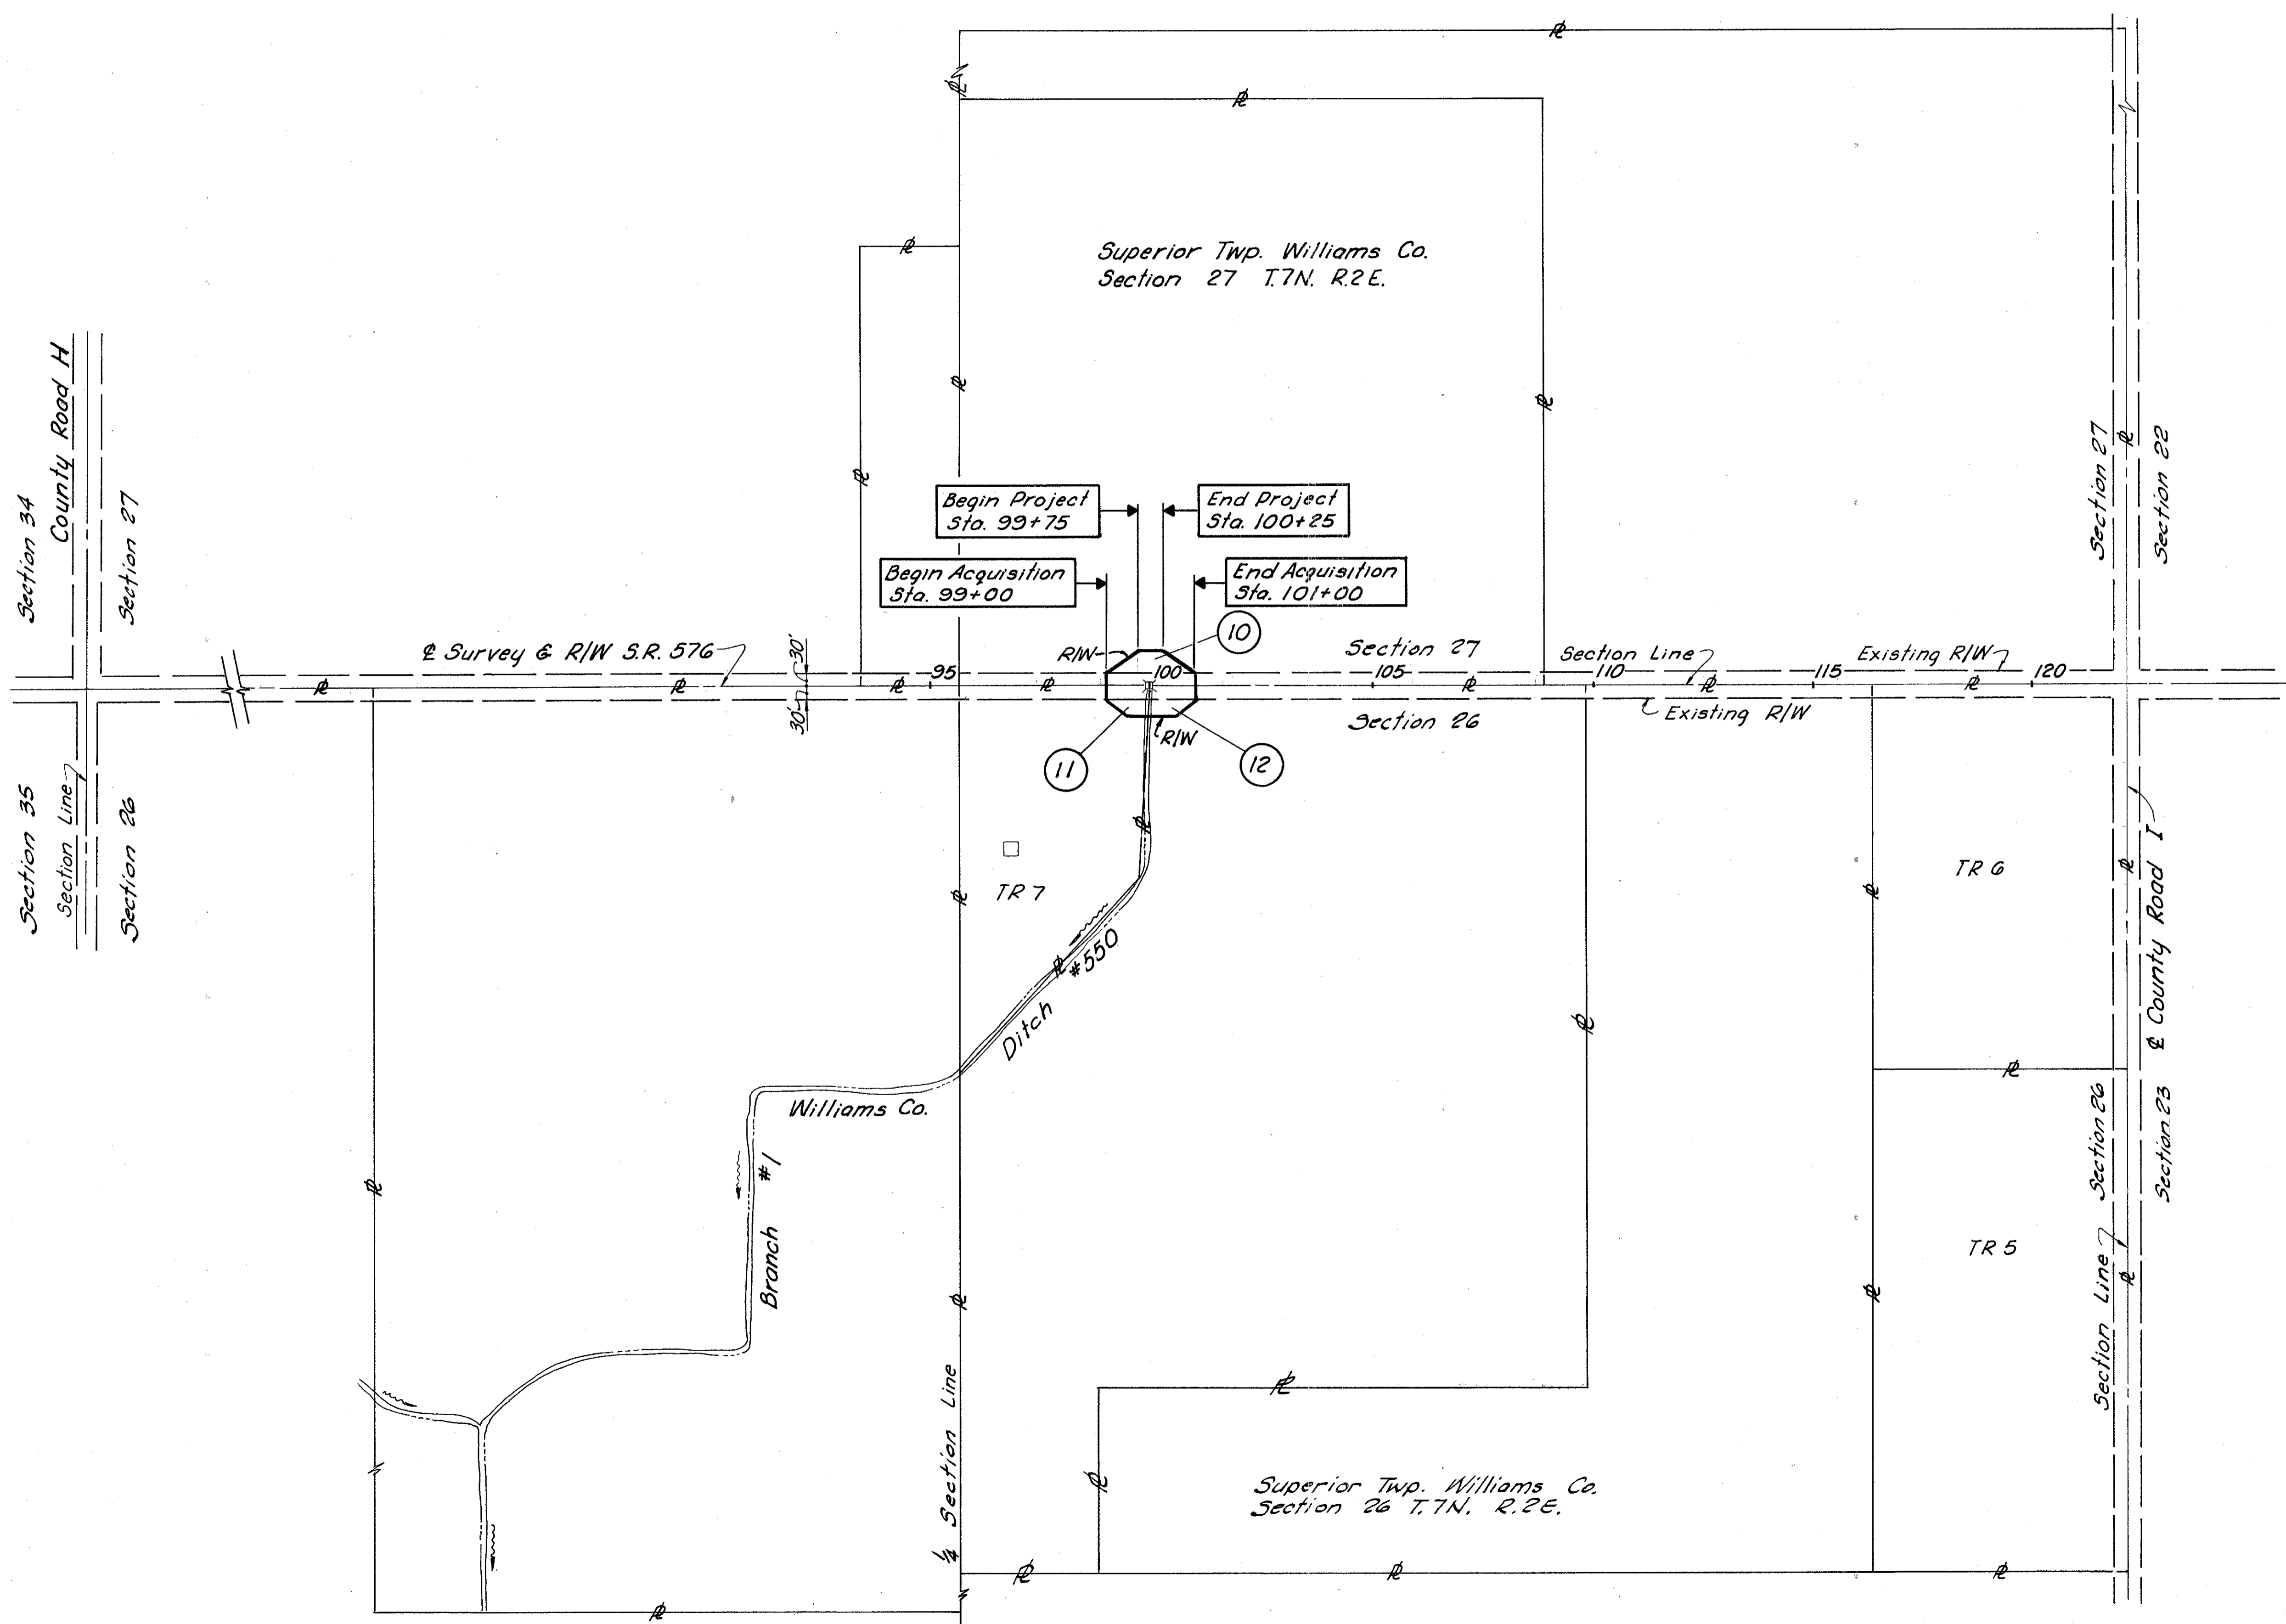 Superior Twp. Williams Co.
Section 27 T.7N. R.2E.
Section 34
County Road H
Section 27
Section 27
Section 22
Begin Project
Sta. 99+75
End Project
Sta. 100+25
Begin Acquisition
Sta. 99+00
End Acquisition
Sta. 101+00
10
℄ Survey & R/W S.R. 576
30'
30'
R/W
Section 27
Section Line
Existing R/W
95
100
105
110
115
120
Section 26
Existing R/W
R/W
11
12
Section 35
Section Line
Section 26
TR 7
TR 6
℄ County Road I
Ditch #550
Williams Co.
Branch #1
Section Line
Section 26
Section 23
TR 5
1/4 Section Line
Superior Twp. Williams Co.
Section 26 T.7N. R.2E.